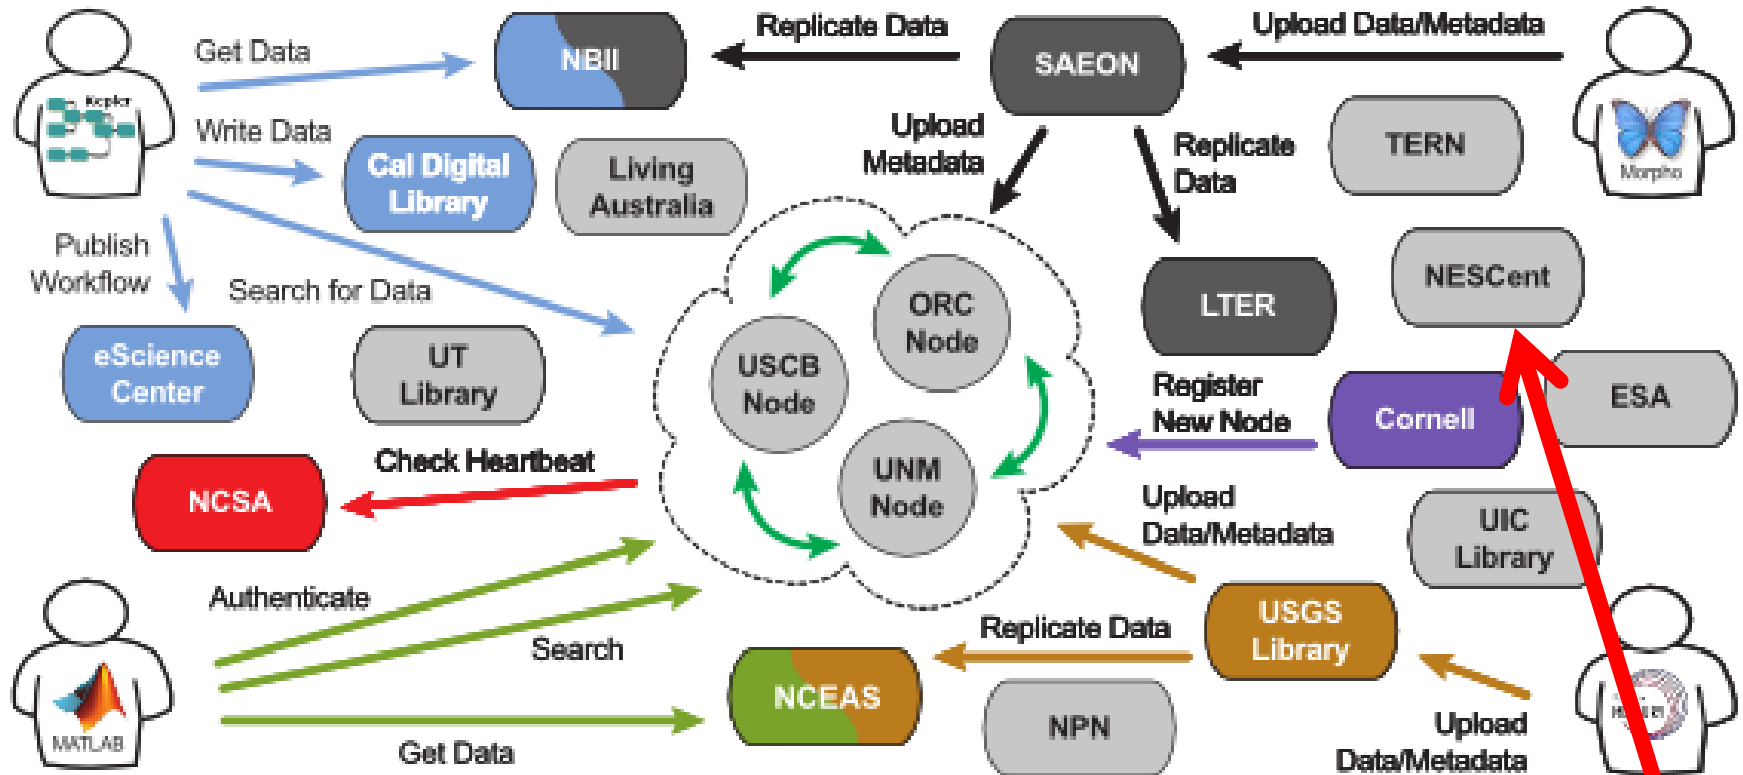 Get Data
NBII
Replicate Data
SAEON
Upload Data/Metadata
Kepler
Write Data
Cal Digital
Library
Living
Australia
Upload
Metadata
Replicate
Data
TERN
Morpho
Publish
Workflow
Search for Data
ORC
Node
LTER
NESCent
eScience
Center
UT
Library
USCB
Node
Register
New Node
Cornell
ESA
Check Heartbeat
NCSA
UNM
Node
Upload
Data/Metadata
UIC
Library
Authenticate
Search
Replicate Data
USGS
Library
MATLAB
NCEAS
NPN
Get Data
Upload
Data/Metadata